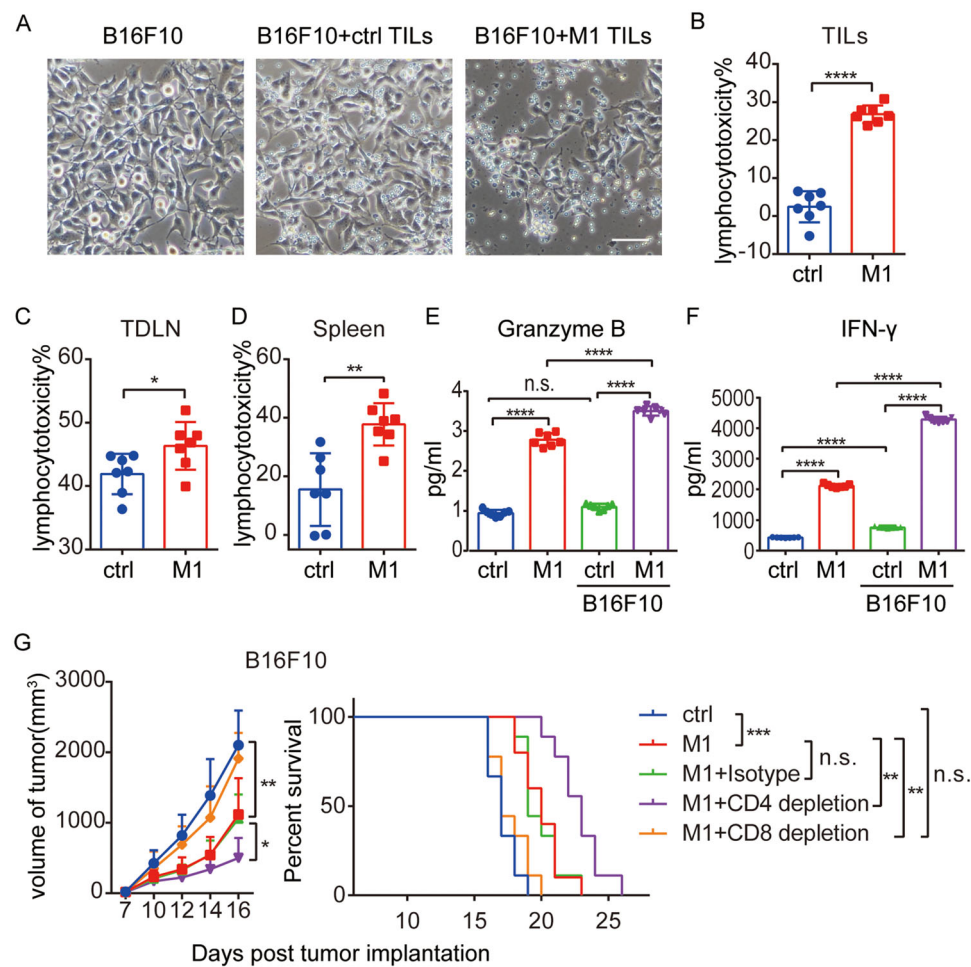 A
B16F10
B16F10+ctrl TILs
B16F10+M1 TILs
B
TILs
lymphocytotoxicity%
****
40
30
20
10
0
-10
ctrl
M1
C
TDLN
lymphocytotoxicity%
*
60
50
40
30
ctrl
M1
D
Spleen
lymphocytotoxicity%
**
60
40
20
0
ctrl
M1
E
Granzyme B
pg/ml
****
n.s.
****
****
4
3
2
1
0
ctrl
M1
ctrl
M1
B16F10
F
IFN-γ
pg/ml
****
****
****
****
5000
4000
3000
2000
1000
0
ctrl
M1
ctrl
M1
B16F10
G
B16F10
volume of tumor(mm³)
3000
2000
1000
0
7 10 12 14 16
**
*
Percent survival
100
50
0
10 15 20 25
Days post tumor implantation
ctrl
M1
M1+Isotype
M1+CD4 depletion
M1+CD8 depletion
***
n.s.
**
**
n.s.